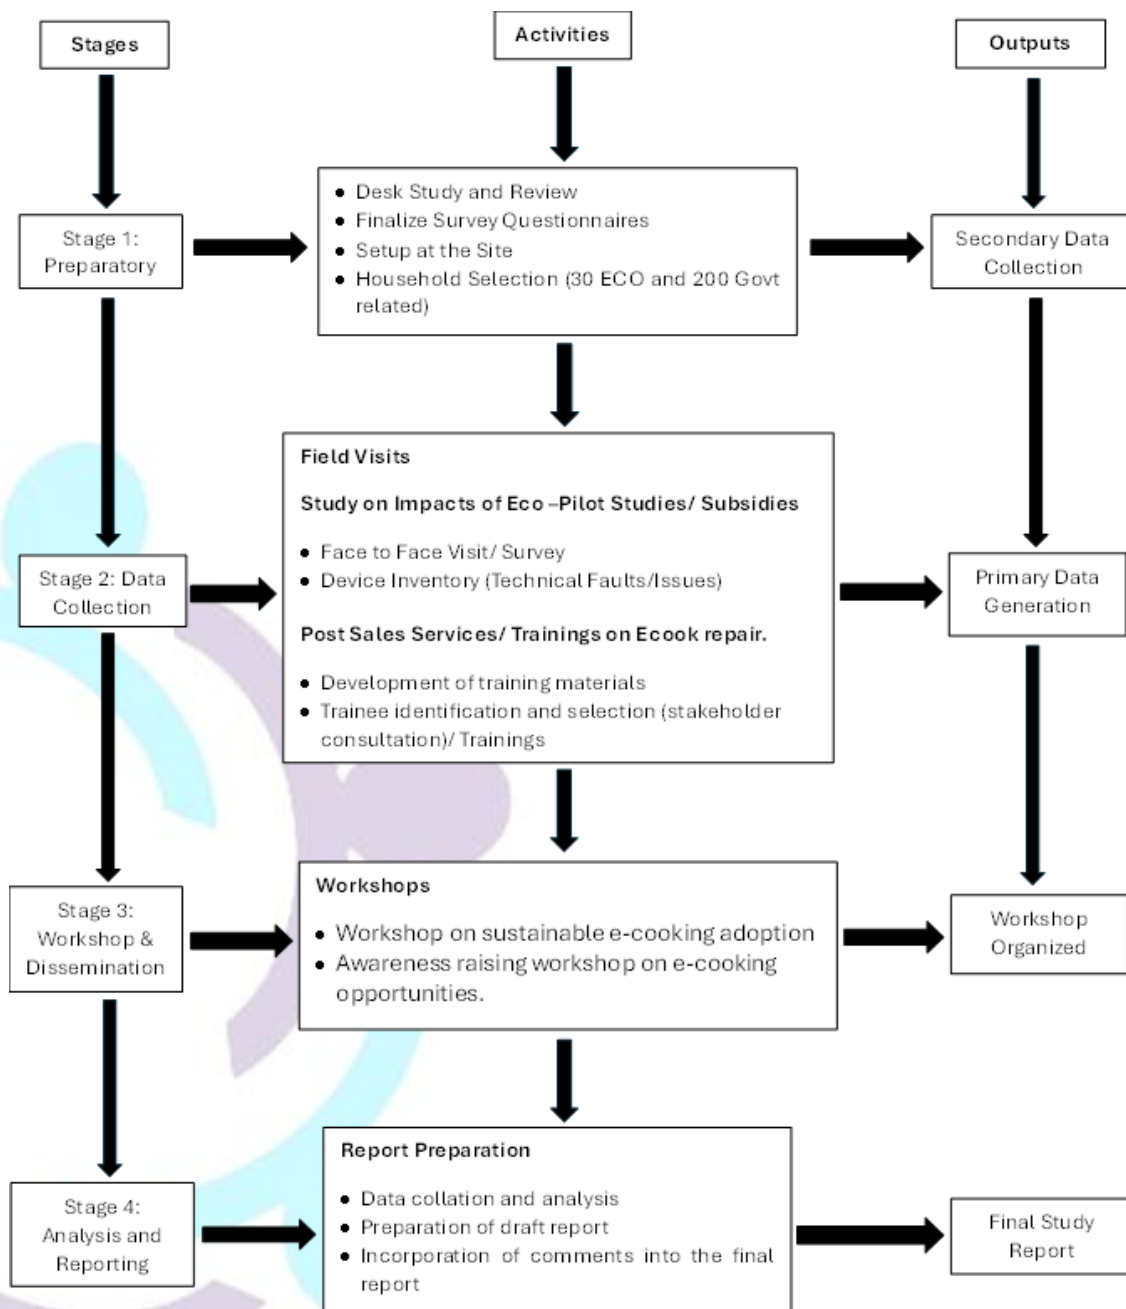 Stages
Activities
Outputs
Stage 1:
Preparatory
● Desk Study and Review
● Finalize Survey Questionnaires
● Setup at the Site
● Household Selection (30 ECO and 200 Govt
related)
Secondary Data
Collection
Stage 2: Data
Collection
Field Visits
Study on Impacts of Eco –Pilot Studies/ Subsidies
● Face to Face Visit/ Survey
● Device Inventory (Technical Faults/Issues)
Post Sales Services/ Trainings on Ecook repair.
● Development of training materials
● Trainee identification and selection (stakeholder
consultation)/ Trainings
Primary Data
Generation
Stage 3:
Workshop &
Dissemination
Workshops
● Workshop on sustainable e-cooking adoption
● Awareness raising workshop on e-cooking
opportunities.
Workshop
Organized
Stage 4:
Analysis and
Reporting
Report Preparation
● Data collation and analysis
● Preparation of draft report
● Incorporation of comments into the final
report
Final Study
Report